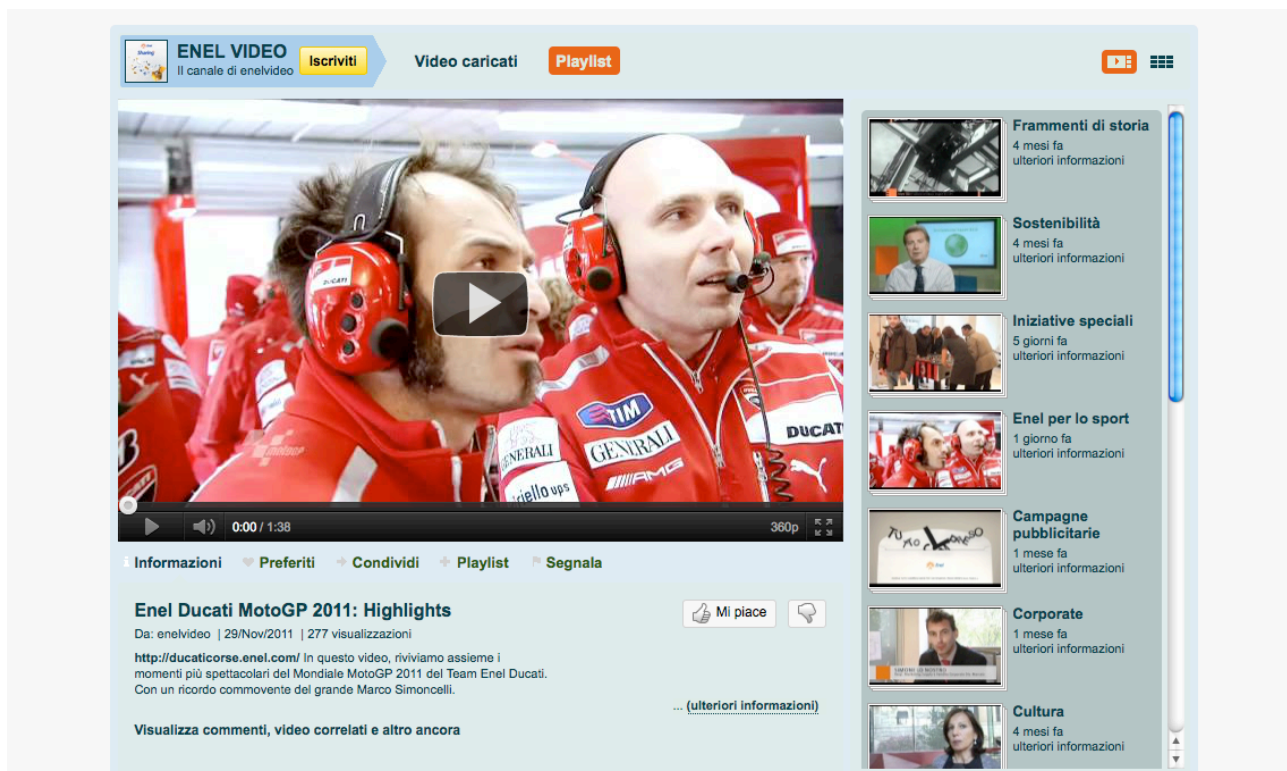 ENEL VIDEO
Il canale di enelvideo
Iscriviti
Video caricati
Playlist
DUCATI
motoGP
TIM
GENERALI
NERALI
AMG
DUCAT
riello ups
0:00 / 1:38
360p
Informazioni
Preferiti
Condividi
Playlist
Segnala
Enel Ducati MotoGP 2011: Highlights
Mi piace
Da: enelvideo | 29/Nov/2011 | 277 visualizzazioni
http://ducaticorse.enel.com/ In questo video, riviviamo assieme i
momenti più spettacolari del Mondiale MotoGP 2011 del Team Enel Ducati.
Con un ricordo commovente del grande Marco Simoncelli.
... (ulteriori informazioni)
Visualizza commenti, video correlati e altro ancora
Frammenti di storia
4 mesi fa
ulteriori informazioni
Sostenibilità
4 mesi fa
ulteriori informazioni
Iniziative speciali
5 giorni fa
ulteriori informazioni
Enel per lo sport
1 giorno fa
ulteriori informazioni
Campagne
pubblicitarie
1 mese fa
ulteriori informazioni
Corporate
1 mese fa
ulteriori informazioni
Cultura
4 mesi fa
ulteriori informazioni